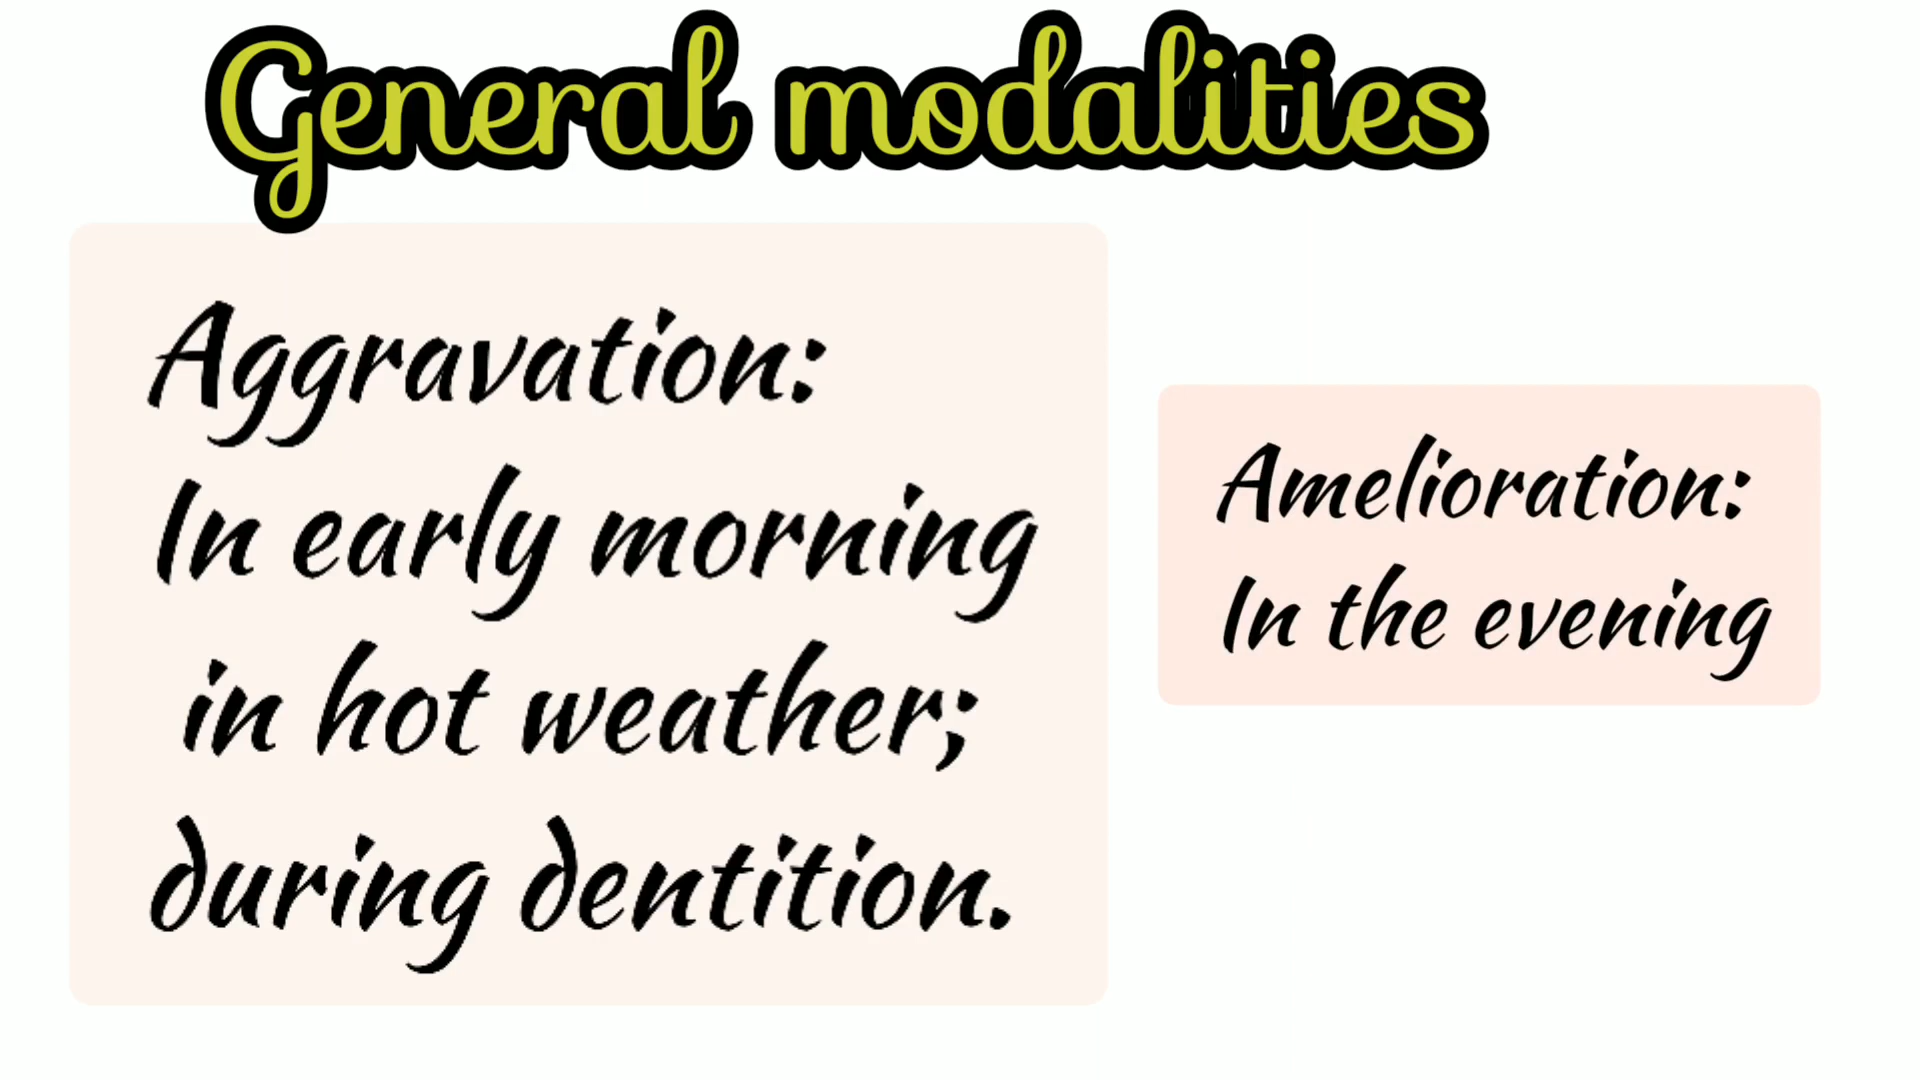 General modalities
Aggravation:
In early morning
in hot weather;
during dentition.
Amelioration:
In the evening